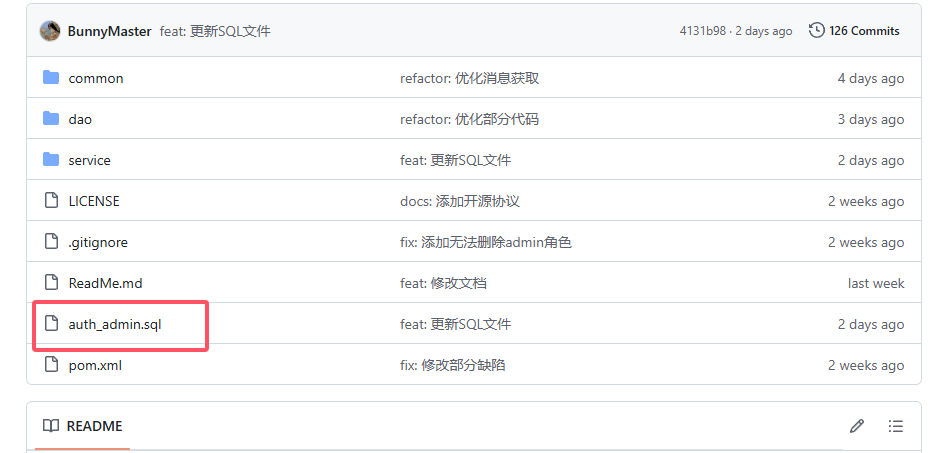 BunnyMaster feat: 更新SQL文件 4131b98 · 2 days ago 126 Commits
common refactor: 优化消息获取 4 days ago
dao refactor: 优化部分代码 3 days ago
service feat: 更新SQL文件 2 days ago
LICENSE docs: 添加开源协议 2 weeks ago
.gitignore fix: 添加无法删除admin角色 2 weeks ago
ReadMe.md feat: 修改文档 last week
auth_admin.sql feat: 更新SQL文件 2 days ago
pom.xml fix: 修改部分缺陷 2 weeks ago
README